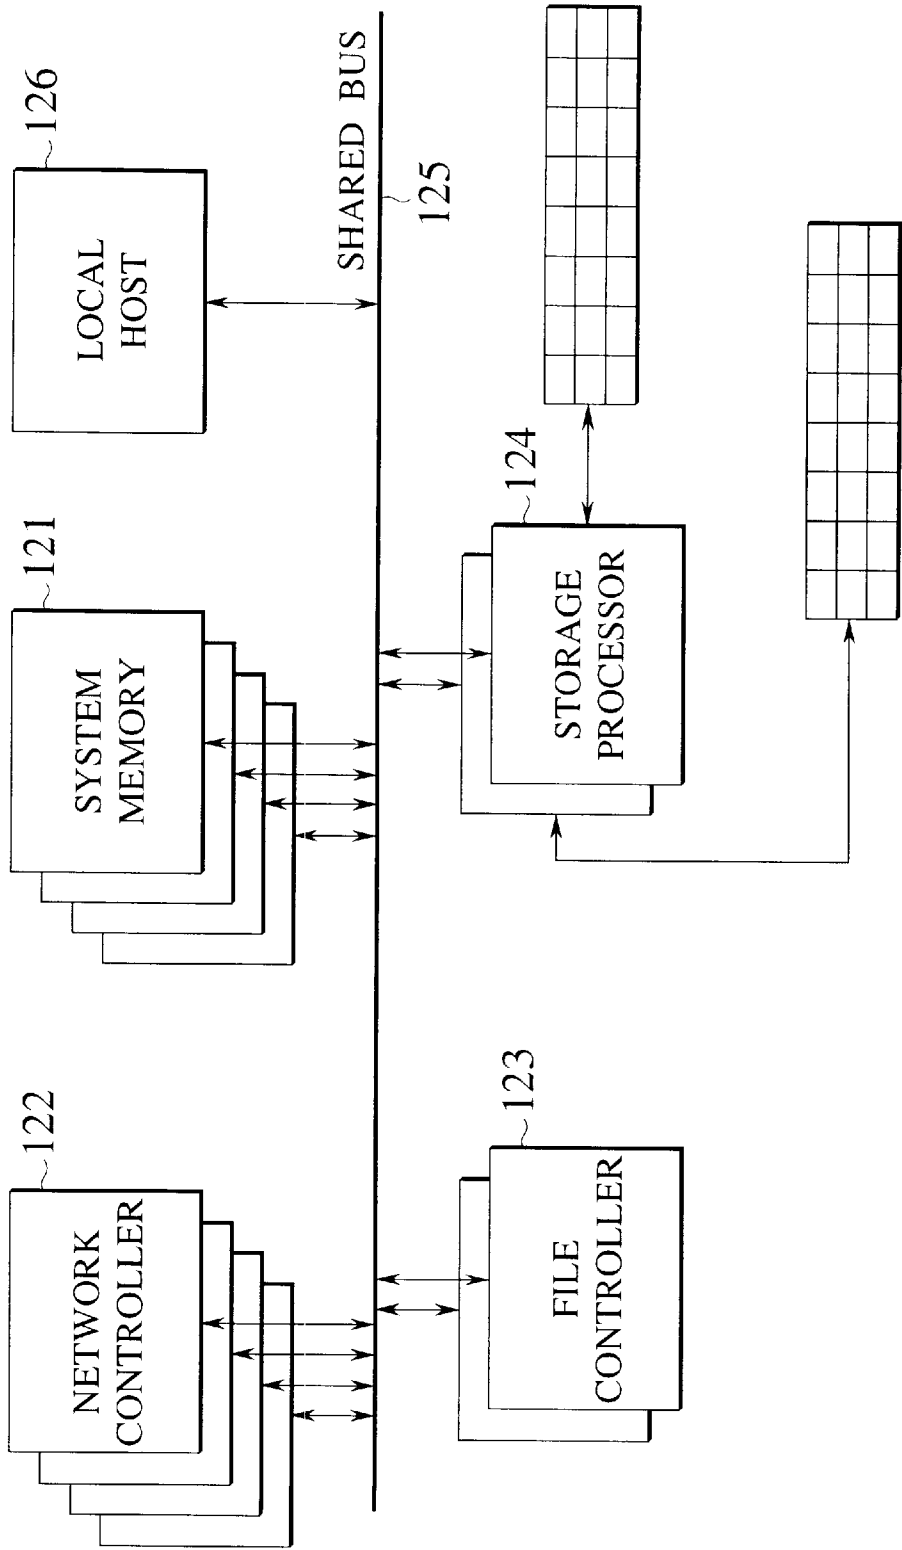 122
NETWORK
CONTROLLER
121
SYSTEM
MEMORY
126
LOCAL
HOST
SHARED BUS
125
123
FILE
CONTROLLER
124
STORAGE
PROCESSOR